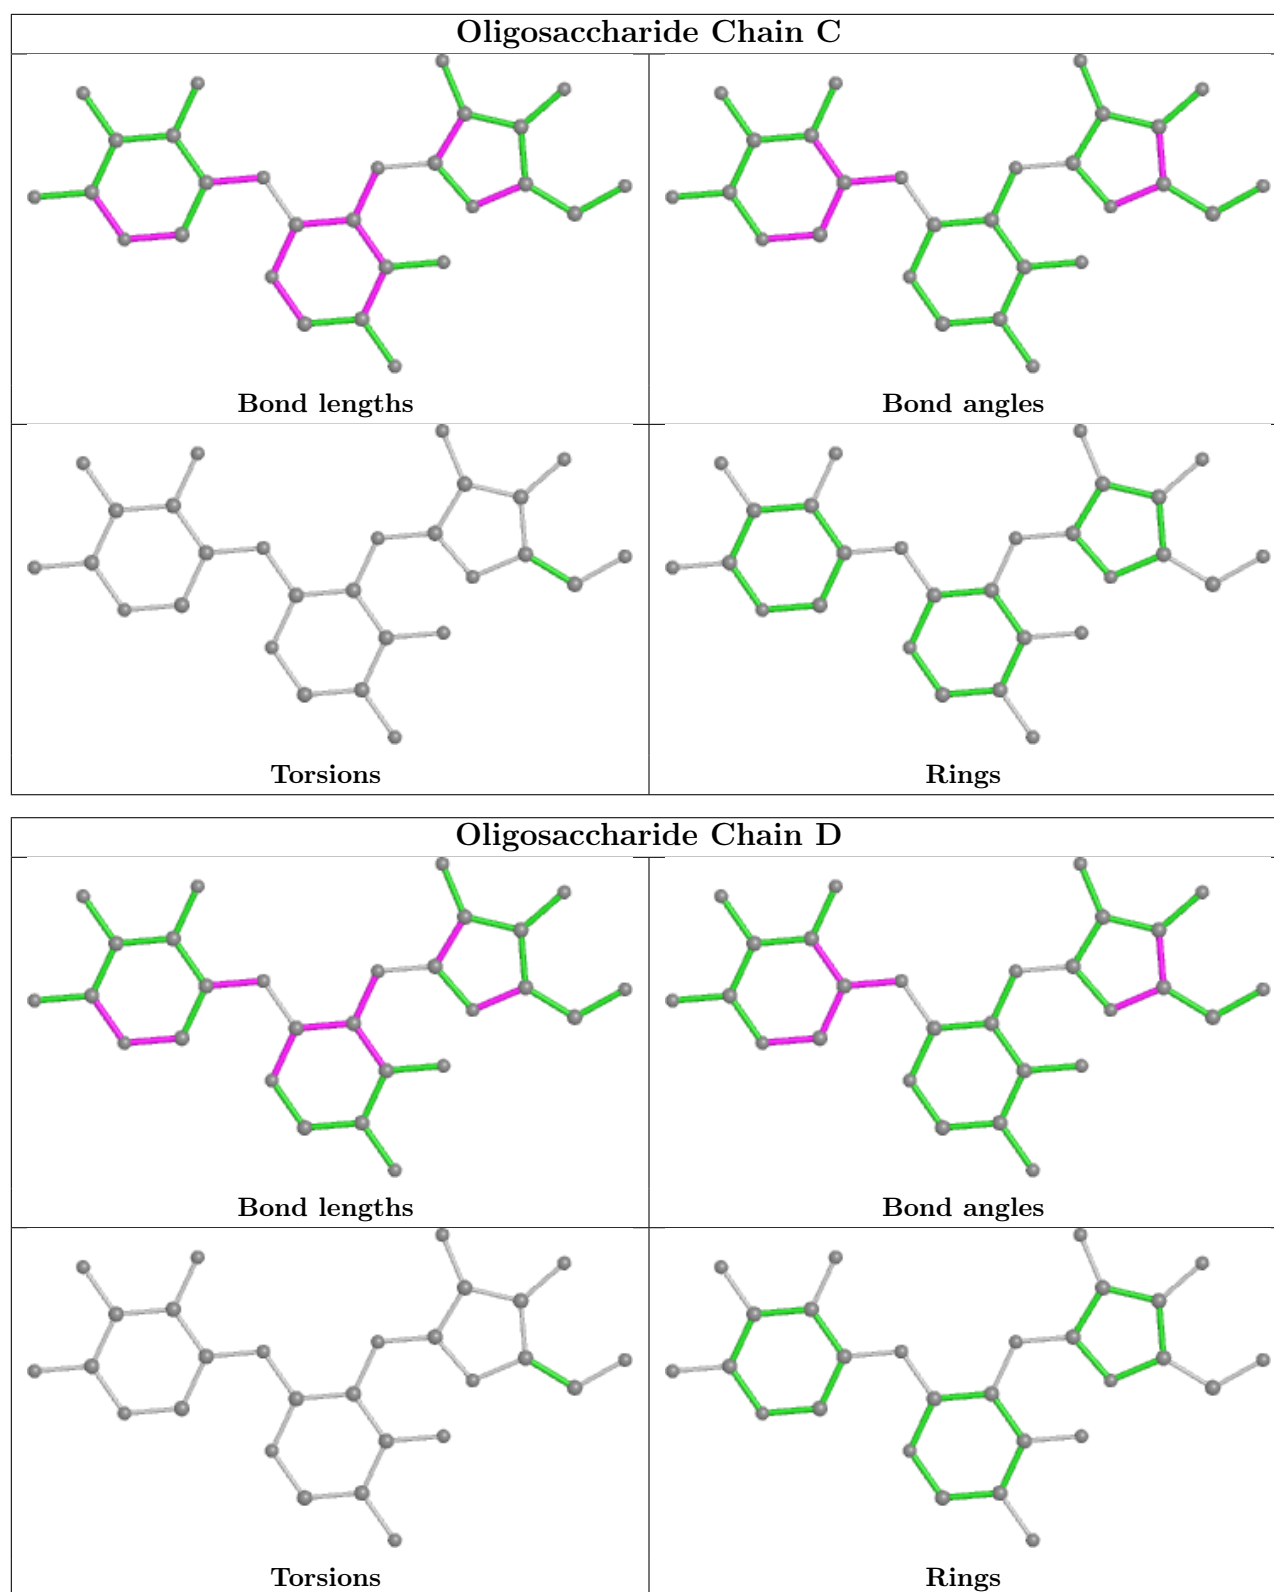 Oligosaccharide Chain C
Bond lengths
Bond angles
Torsions
Rings
Oligosaccharide Chain D
Bond lengths
Bond angles
Torsions
Rings